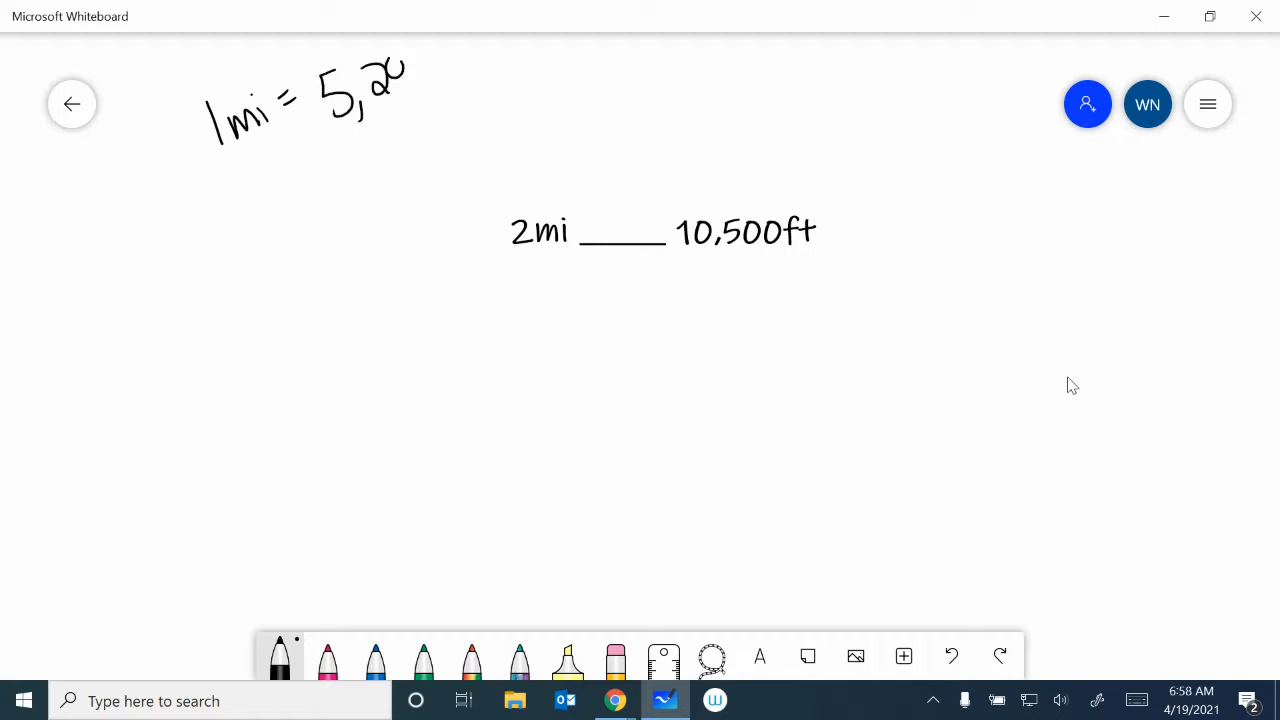 Microsoft Whiteboard
1mi = 5,2
WN
2mi _____ 10,500ft
A
Type here to search
6:58 AM
4/19/2021
2